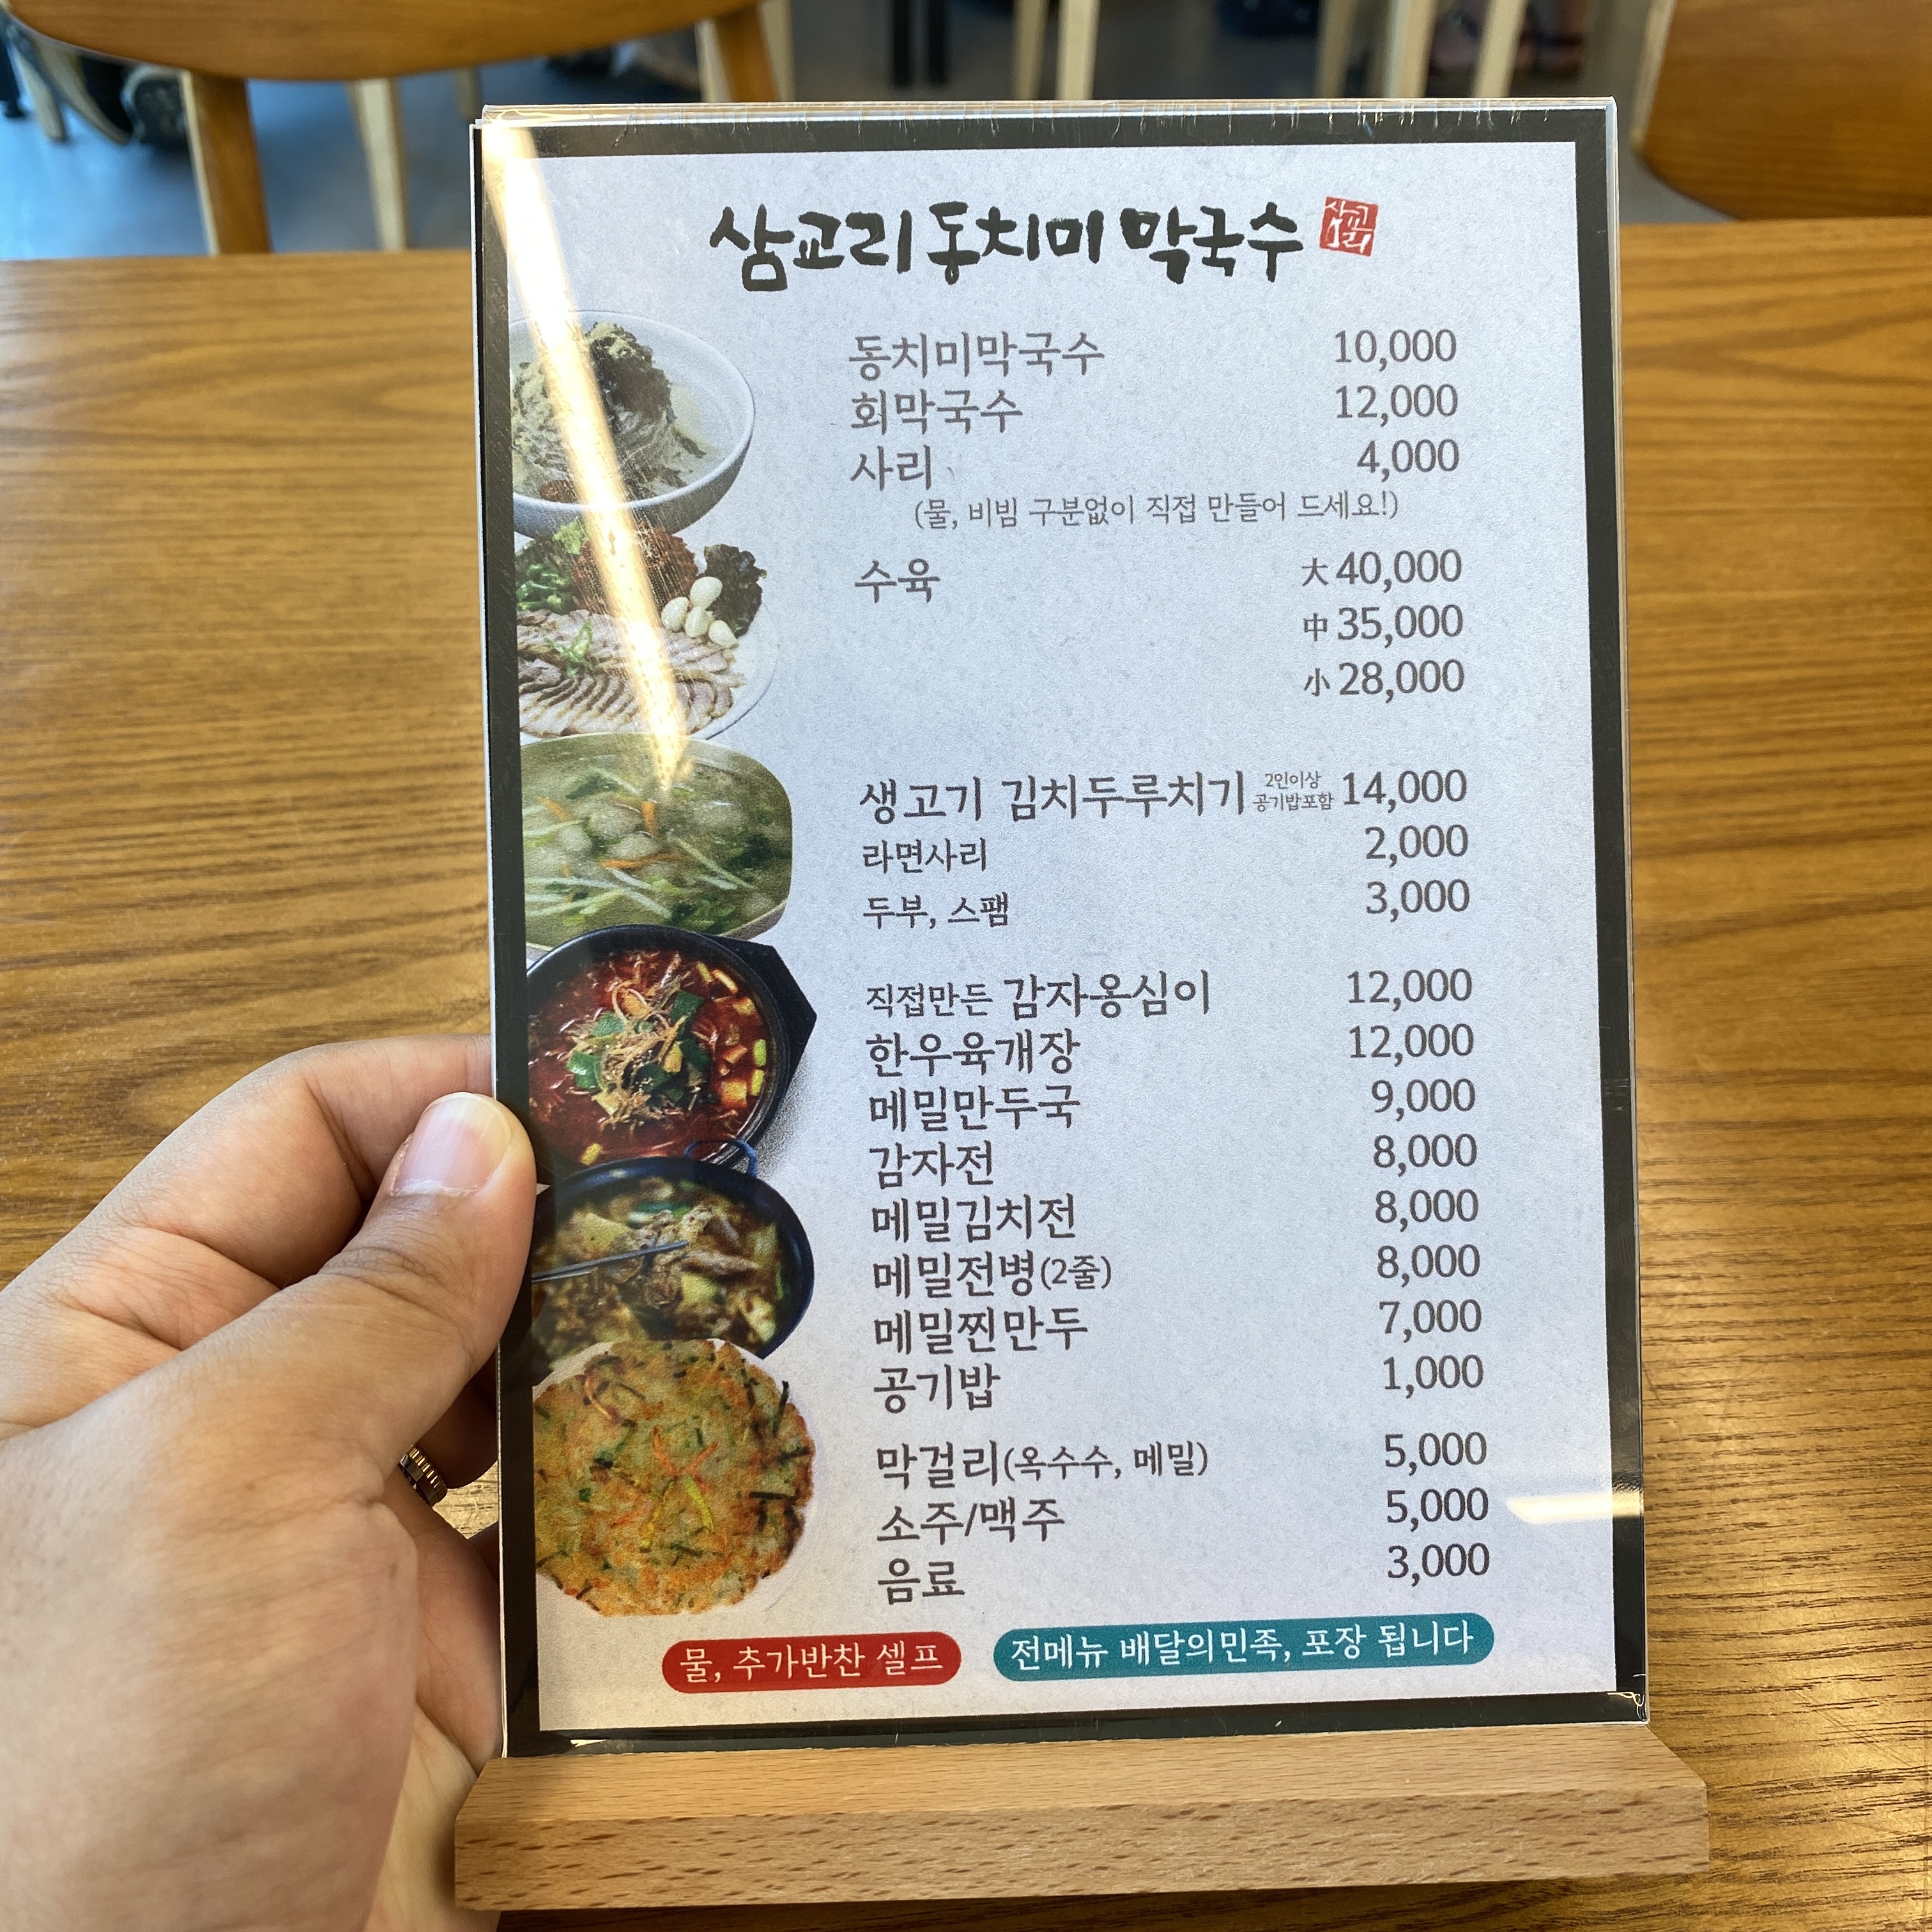 삼교리동치미막국수 삼교리
동치미막국수 10,000
회막국수 12,000
사리 4,000
(물, 비빔 구분없이 직접 만들어 드세요!)
수육 大 40,000
中 35,000
小 28,000
생고기 김치두루치기 2인이상 공기밥포함 14,000
라면사리 2,000
두부, 스팸 3,000
직접만든 감자옹심이 12,000
한우육개장 12,000
메밀만두국 9,000
감자전 8,000
메밀김치전 8,000
메밀전병(2줄) 8,000
메밀찐만두 7,000
공기밥 1,000
막걸리(옥수수, 메밀) 5,000
소주/맥주 5,000
음료 3,000
물, 추가반찬 셀프 전메뉴 배달의민족, 포장 됩니다